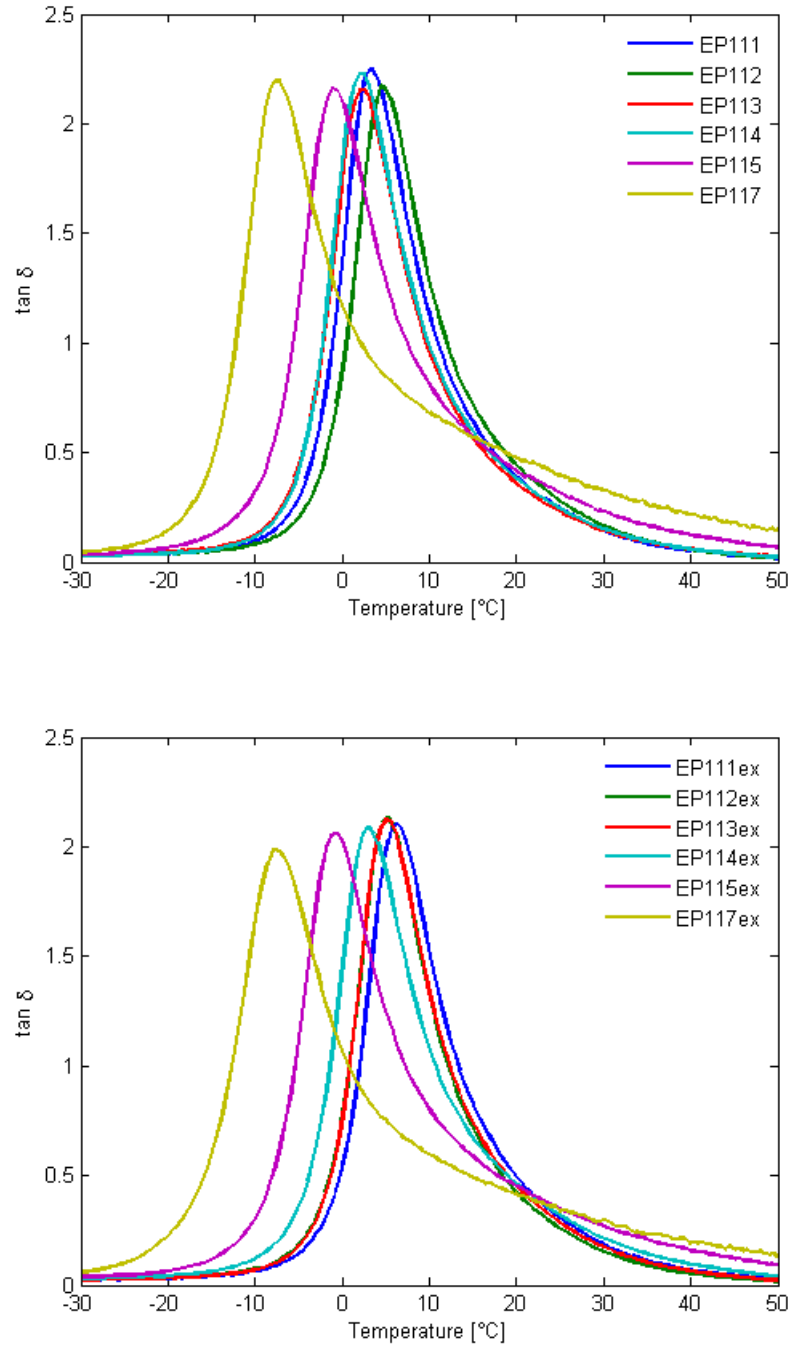 2.5
2
1.5
1
0.5
0
tan δ
EP111
EP112
EP113
EP114
EP115
EP117
-30 -20 -10 0 10 20 30 40 50
Temperature [°C]
2.5
2
1.5
1
0.5
0
tan δ
EP111ex
EP112ex
EP113ex
EP114ex
EP115ex
EP117ex
-30 -20 -10 0 10 20 30 40 50
Temperature [°C]